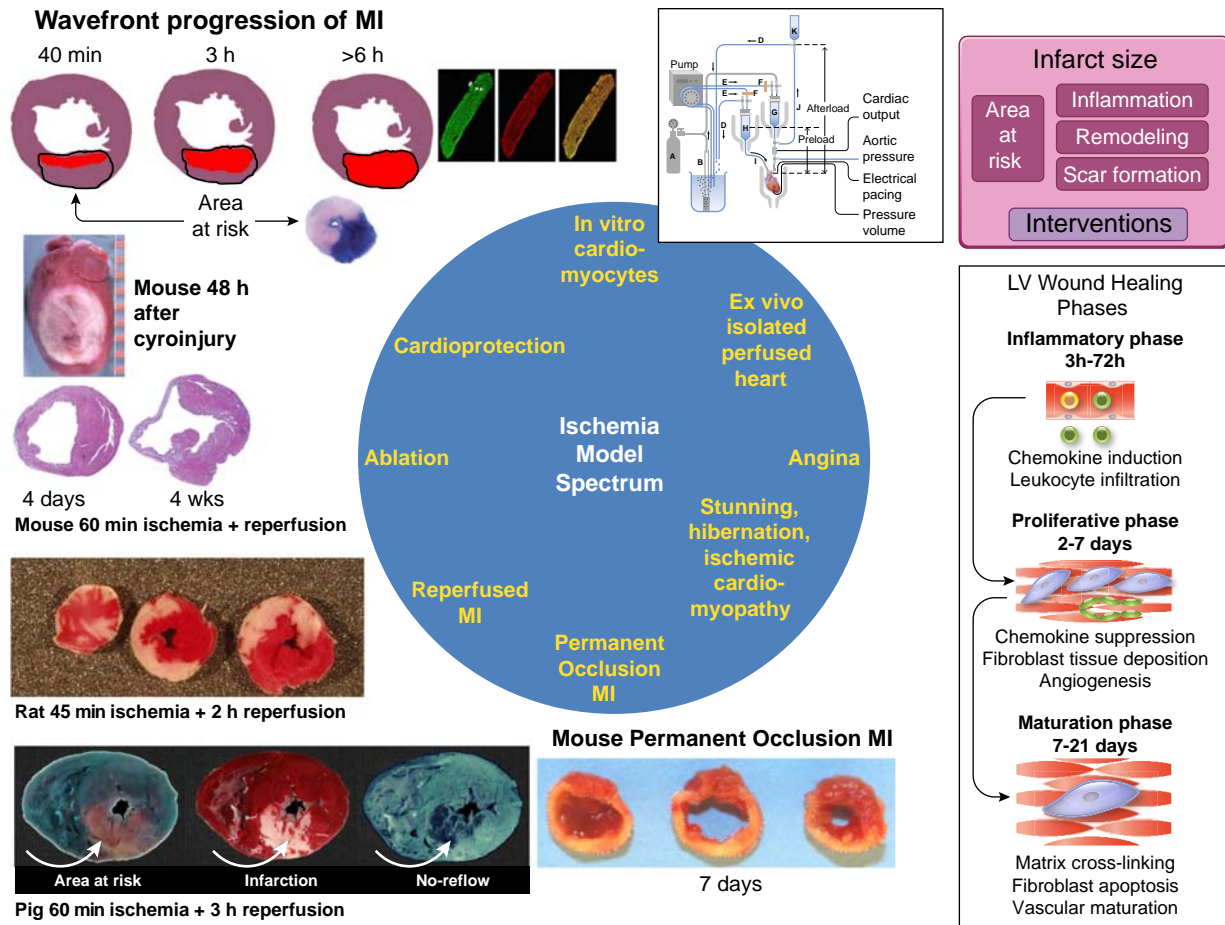 Wavefront progression of MI
40 min
3 h
>6 h
Area
at risk
Mouse 48 h
after
cyroinjury
4 days
4 wks
Mouse 60 min ischemia + reperfusion
Rat 45 min ischemia + 2 h reperfusion
Area at risk
Infarction
No-reflow
Pig 60 min ischemia + 3 h reperfusion
In vitro
cardio-
myocytes
Ex vivo
isolated
perfused
heart
Cardioprotection
Ischemia
Model
Spectrum
Ablation
Angina
Stunning,
hibernation,
ischemic
cardio-
myopathy
Reperfused
MI
Permanent
Occlusion
MI
Mouse Permanent Occlusion MI
7 days
K
D
Pump
E
F
E
F
G
J
Afterload
H
D
Preload
A
B
I
Cardiac
output
Aortic
pressure
Electrical
pacing
Pressure
volume
Infarct size
Area
at
risk
Inflammation
Remodeling
Scar formation
Interventions
LV Wound Healing
Phases
Inflammatory phase
3h-72h
Chemokine induction
Leukocyte infiltration
Proliferative phase
2-7 days
Chemokine suppression
Fibroblast tissue deposition
Angiogenesis
Maturation phase
7-21 days
Matrix cross-linking
Fibroblast apoptosis
Vascular maturation